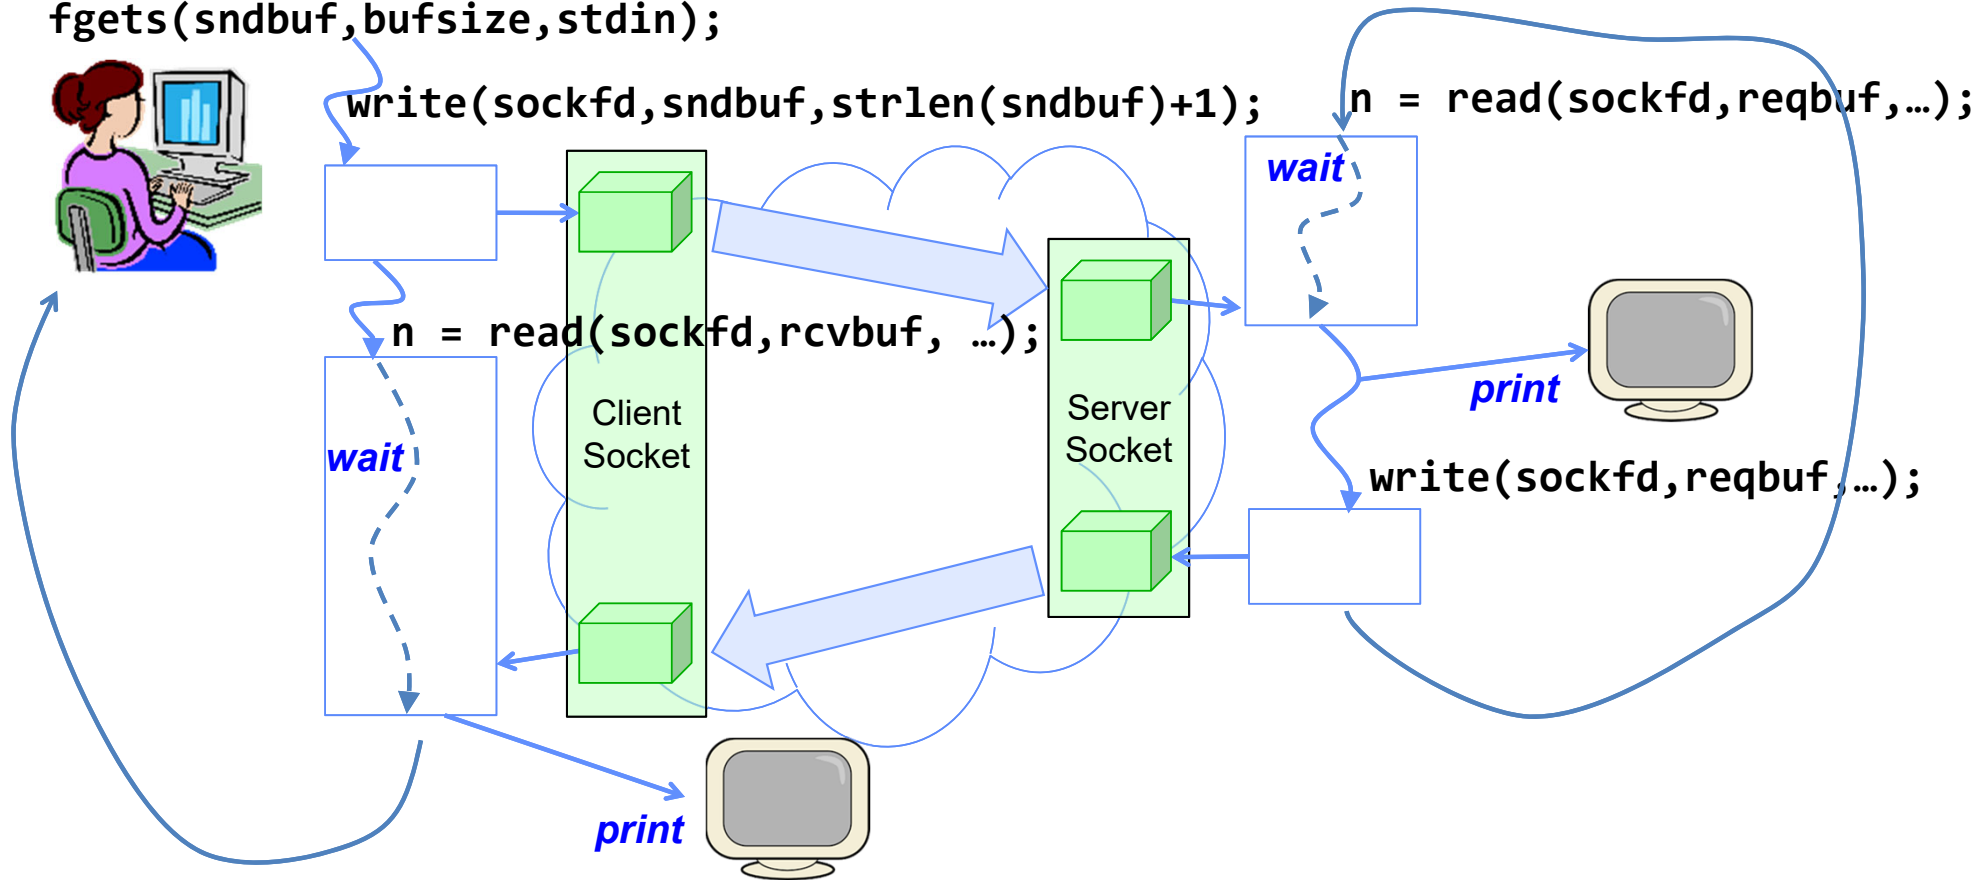 fgets(sndbuf,bufsize,stdin);
write(sockfd,sndbuf,strlen(sndbuf)+1);
n = read(sockfd,reqbuf,…);
wait
n = read(sockfd,rcvbuf, …);
print
Client
Socket
Server
Socket
wait
write(sockfd,reqbuf,…);
print